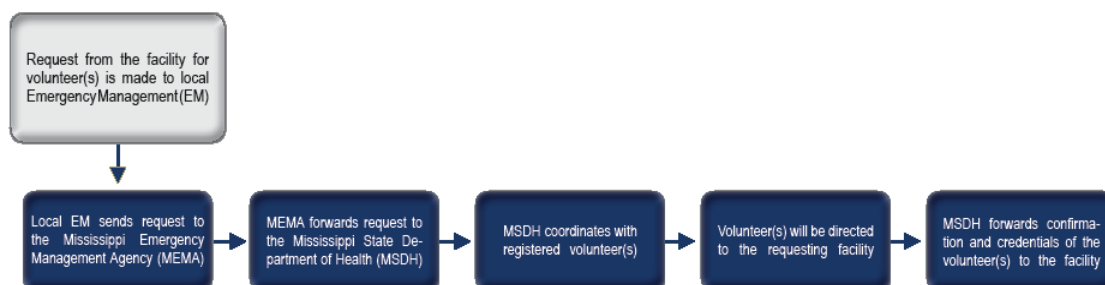 Request from the facility for
volunteer(s) is made to local
Emergency Management (EM)
Local EM sends request to
the Mississippi Emergency
Management Agency (MEMA)
MEMA forwards request to
the Mississippi State De-
partment of Health (MSDH)
MSDH coordinates with
registered volunteer(s)
Volunteer(s) will be directed
to the requesting facility
MSDH forwards confirma-
tion and credentials of the
volunteer(s) to the facility